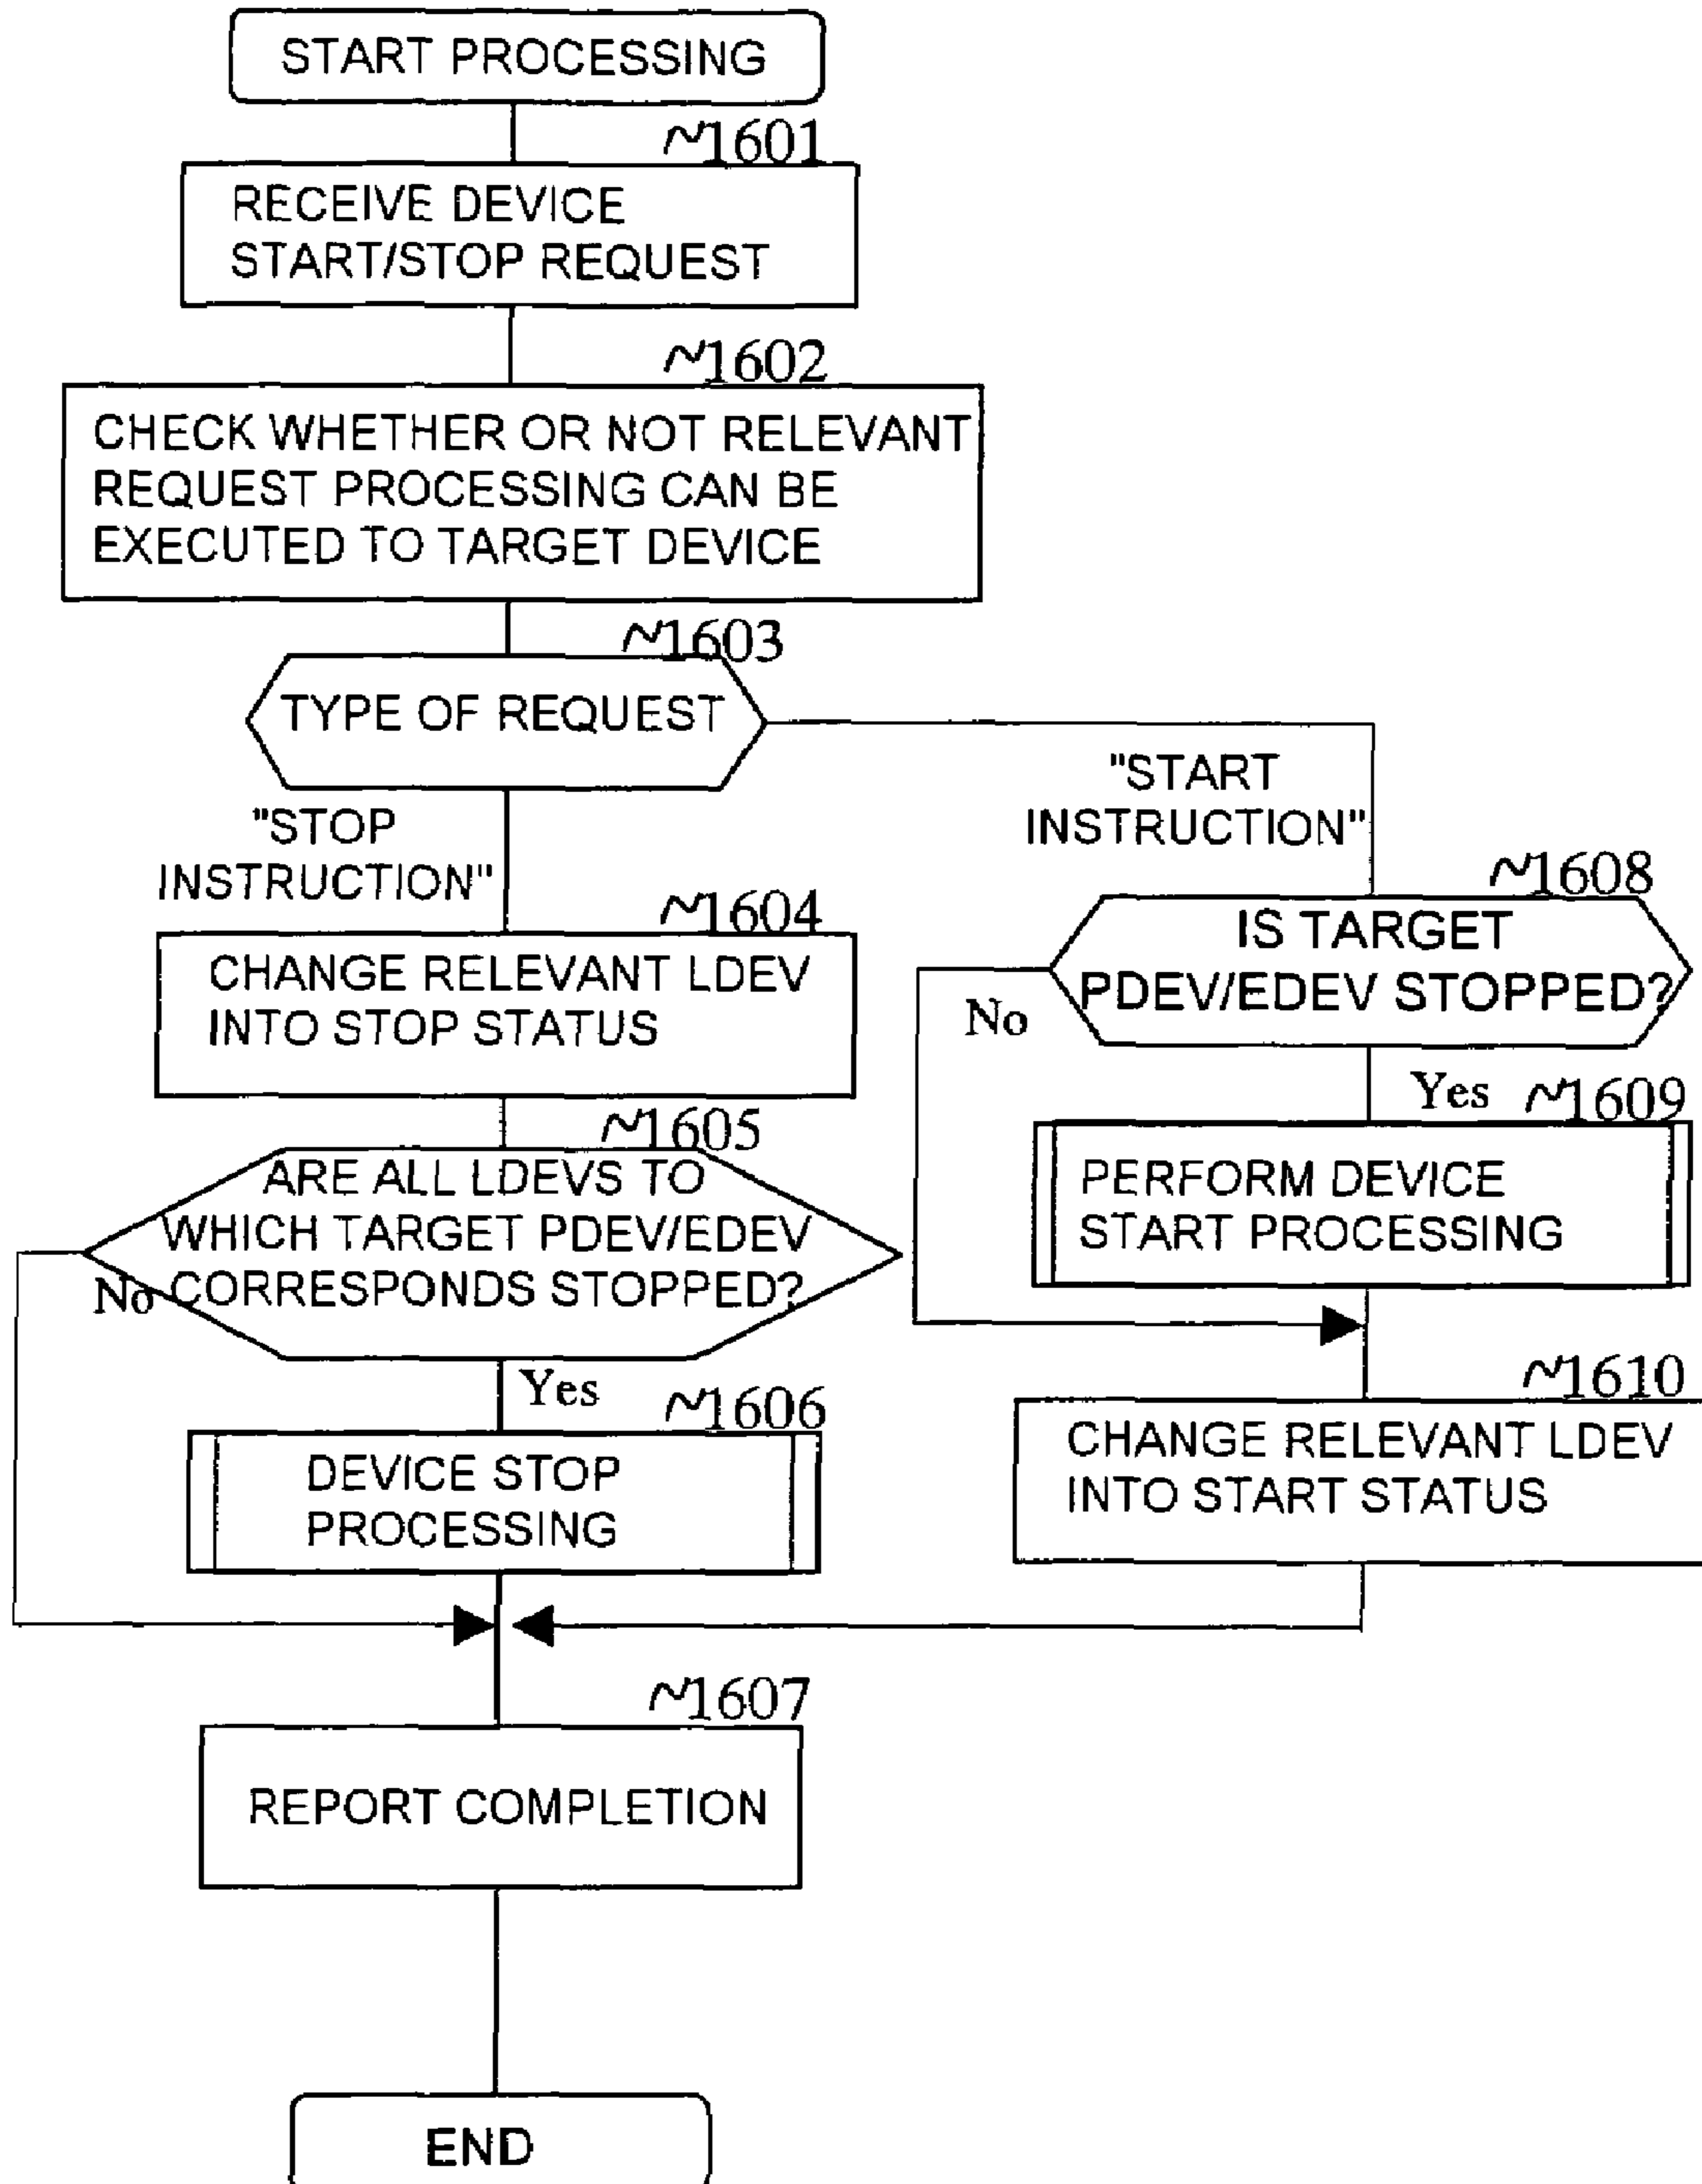 START PROCESSING
~1601
RECEIVE DEVICE
START/STOP REQUEST
~1602
CHECK WHETHER OR NOT RELEVANT
REQUEST PROCESSING CAN BE
EXECUTED TO TARGET DEVICE
~1603
TYPE OF REQUEST
"STOP
INSTRUCTION"
~1604
CHANGE RELEVANT LDEV
INTO STOP STATUS
~1605
ARE ALL LDEVS TO
WHICH TARGET PDEV/EDEV
CORRESPONDS STOPPED?
No
Yes
~1606
DEVICE STOP
PROCESSING
"START
INSTRUCTION"
~1608
IS TARGET
PDEV/EDEV STOPPED?
No
Yes
~1609
PERFORM DEVICE
START PROCESSING
~1610
CHANGE RELEVANT LDEV
INTO START STATUS
~1607
REPORT COMPLETION
END